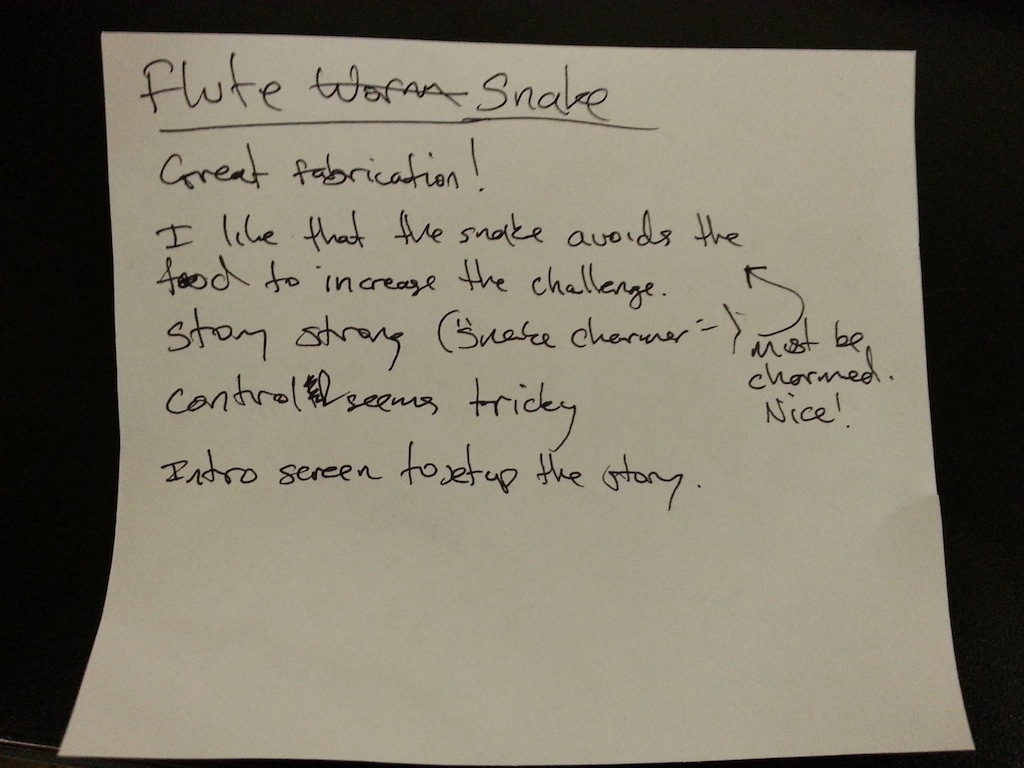 Flute Worm Snake
Great fabrication!
I like that the snake avoids the
food to increase the challenge.
Story strong ("Snake charmer")
must be
charmed.
Nice!
Control seems tricky
Intro screen to setup the story.